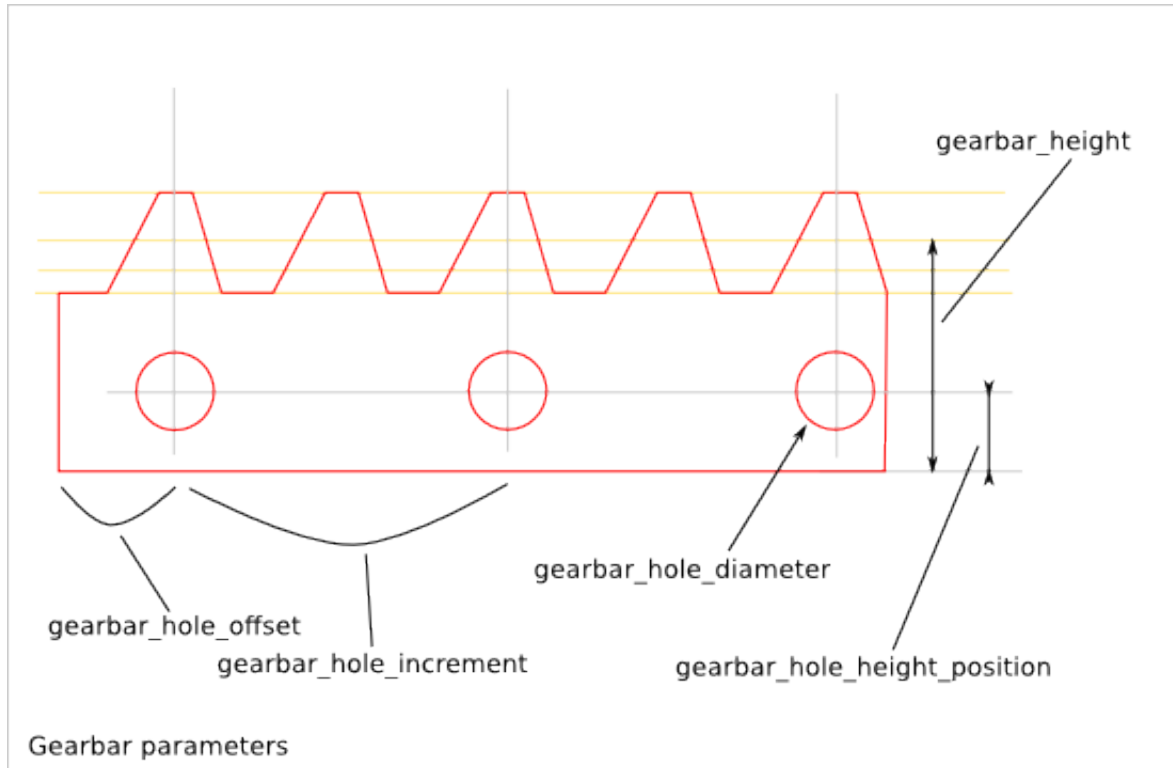 gearbar_height
gearbar_hole_diameter
gearbar_hole_offset
gearbar_hole_increment
gearbar_hole_height_position
Gearbar parameters